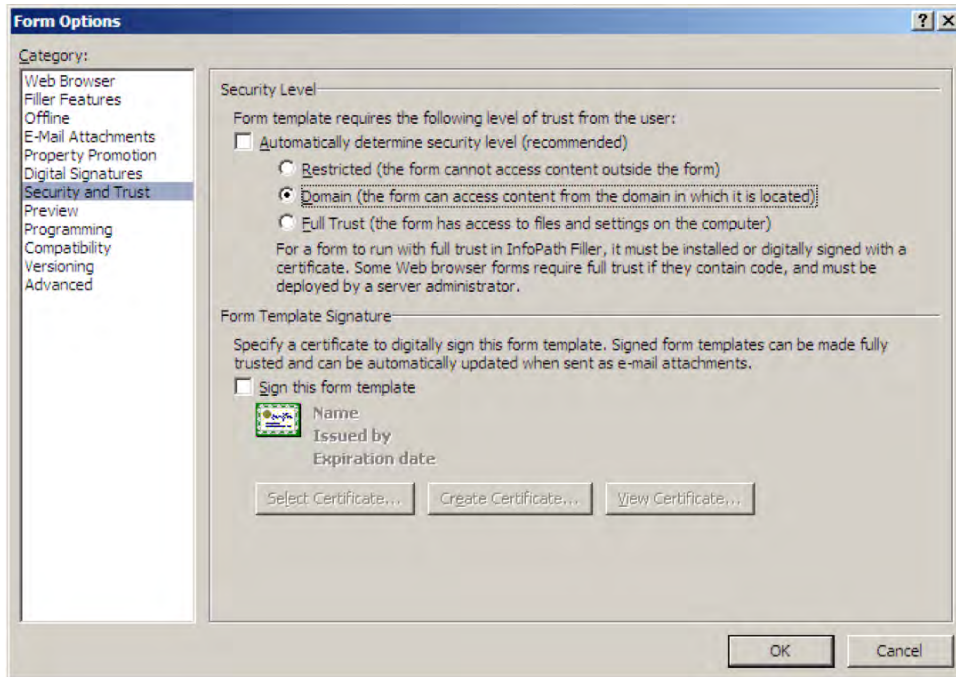 Form Options
Category:
Web Browser
Filler Features
Offline
E-Mail Attachments
Property Promotion
Digital Signatures
Security and Trust
Preview
Programming
Compatibility
Versioning
Advanced
Security Level
Form template requires the following level of trust from the user:
Automatically determine security level (recommended)
Restricted (the form cannot access content outside the form)
Domain (the form can access content from the domain in which it is located)
Full Trust (the form has access to files and settings on the computer)
For a form to run with full trust in InfoPath Filler, it must be installed or digitally signed with a
certificate. Some Web browser forms require full trust if they contain code, and must be
deployed by a server administrator.
Form Template Signature
Specify a certificate to digitally sign this form template. Signed form templates can be made fully
trusted and can be automatically updated when sent as e-mail attachments.
Sign this form template
Name
Issued by
Expiration date
Select Certificate... Create Certificate... View Certificate...
OK Cancel